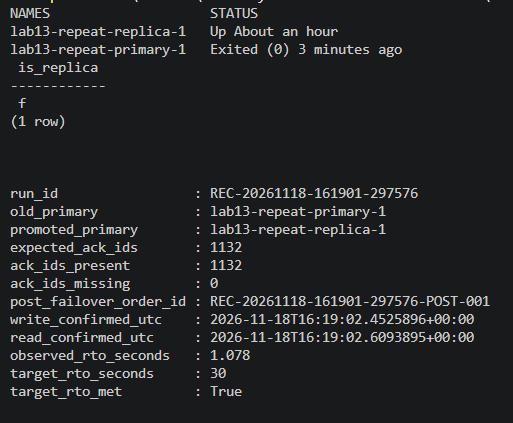 NAMES STATUS
lab13-repeat-replica-1 Up About an hour
lab13-repeat-primary-1 Exited (0) 3 minutes ago
is_replica
------------
f
(1 row)
run_id : REC-20261118-161901-297576
old_primary : lab13-repeat-primary-1
promoted_primary : lab13-repeat-replica-1
expected_ack_ids : 1132
ack_ids_present : 1132
ack_ids_missing : 0
post_failover_order_id : REC-20261118-161901-297576-POST-001
write_confirmed_utc : 2026-11-18T16:19:02.4525896+00:00
read_confirmed_utc : 2026-11-18T16:19:02.6093895+00:00
observed_rto_seconds : 1.078
target_rto_seconds : 30
target_rto_met : True